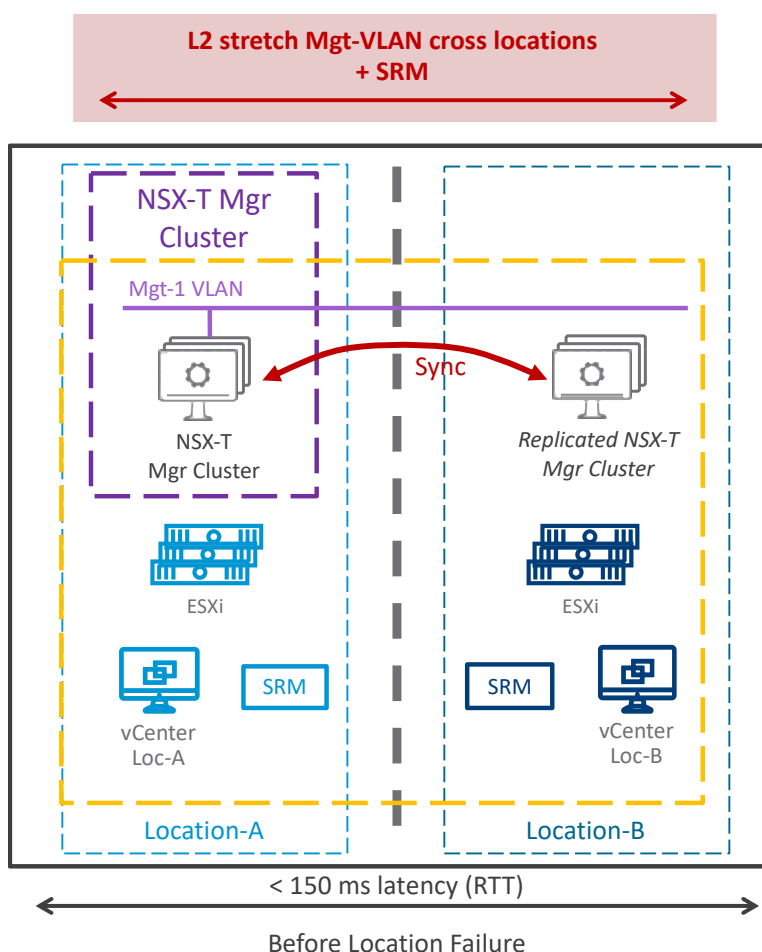 L2 stretch Mgt-VLAN cross locations
+ SRM
NSX-T Mgr
Cluster
Mgt-1 VLAN
Sync
NSX-T
Mgr Cluster
Replicated NSX-T
Mgr Cluster
ESXi
ESXi
SRM
SRM
vCenter
Loc-A
vCenter
Loc-B
Location-A
Location-B
< 150 ms latency (RTT)
Before Location Failure